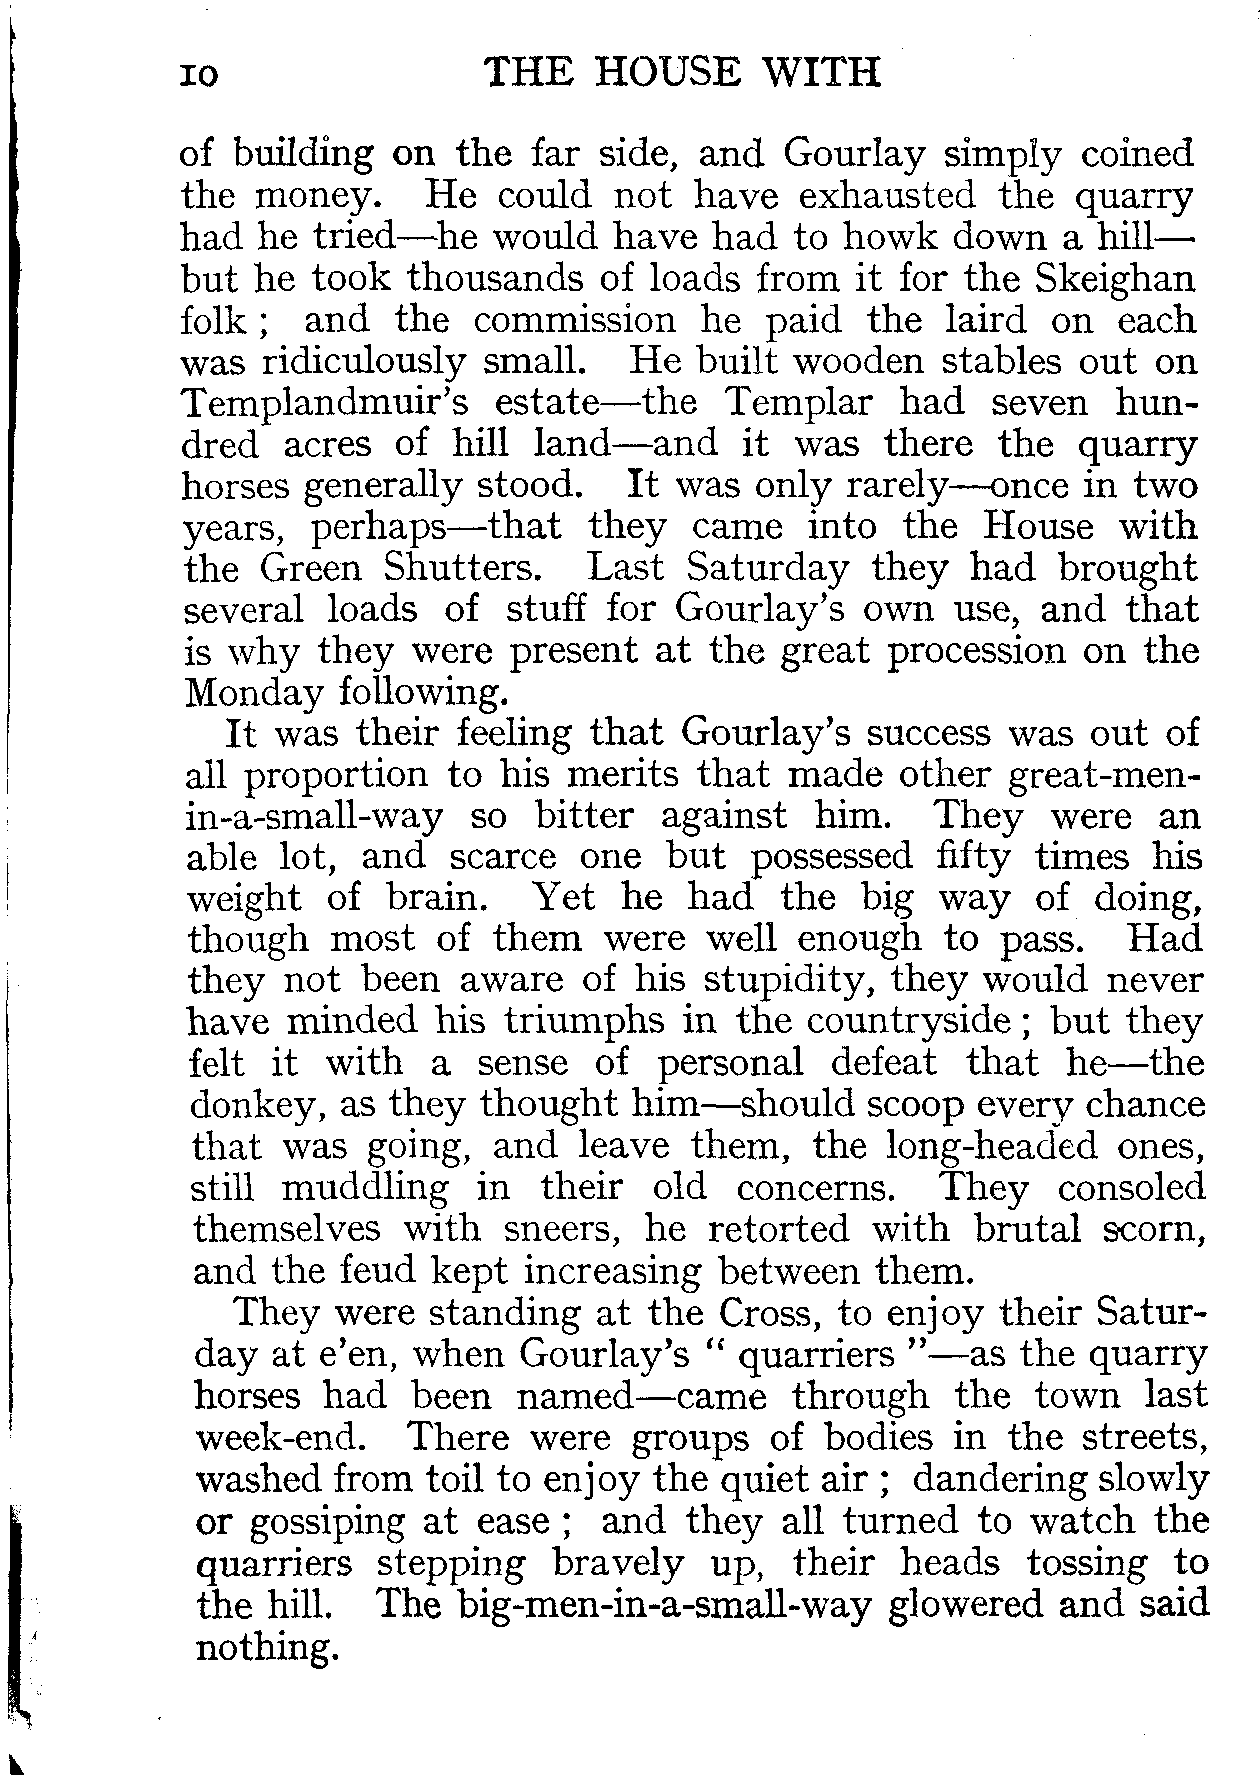 10 THE HOUSE WITH
of building on the far side, and Gourlay simply coined
the money. He could not have exhausted the quarry
had he tried—he would have had to howk down a hill—
but he took thousands of loads from it for the Skeighan
folk ; and the commission he paid the laird on each
was ridiculously small. He built wooden stables out on
Templandmuir's estate—the Templar had seven hun-
dred acres of hill land—and it was there the quarry
horses generally stood. It was only rarely—once in two
years, perhaps—that they came into the House with
the Green Shutters. Last Saturday they had brought
several loads of stuff for Gourlay's own use, and that
is why they were present at the great procession on the
Monday following.
It was their feeling that Gourlay's success was out of
all proportion to his merits that made other great-men-
in-a-small-way so bitter against him. They were an
able lot, and scarce one but possessed fifty times his
weight of brain. Yet he had the big way of doing,
though most of them were well enough to pass. Had
they not been aware of his stupidity, they would never
have minded his triumphs in the countryside ; but they
felt it with a sense of personal defeat that he—the
donkey, as they thought him—should scoop every chance
that was going, and leave them, the long-headed ones,
still muddling in their old concerns. They consoled
themselves with sneers, he retorted with brutal scorn,
and the feud kept increasing between them.
They were standing at the Cross, to enjoy their Satur-
day at e'en, when Gourlay's “ quarriers ”—as the quarry
horses had been named—came through the town last
week-end. There were groups of bodies in the streets,
washed from toil to enjoy the quiet air ; dandering slowly
or gossiping at ease ; and they all turned to watch the
quarriers stepping bravely up, their heads tossing to
the hill. The big-men-in-a-small-way glowered and said
nothing.